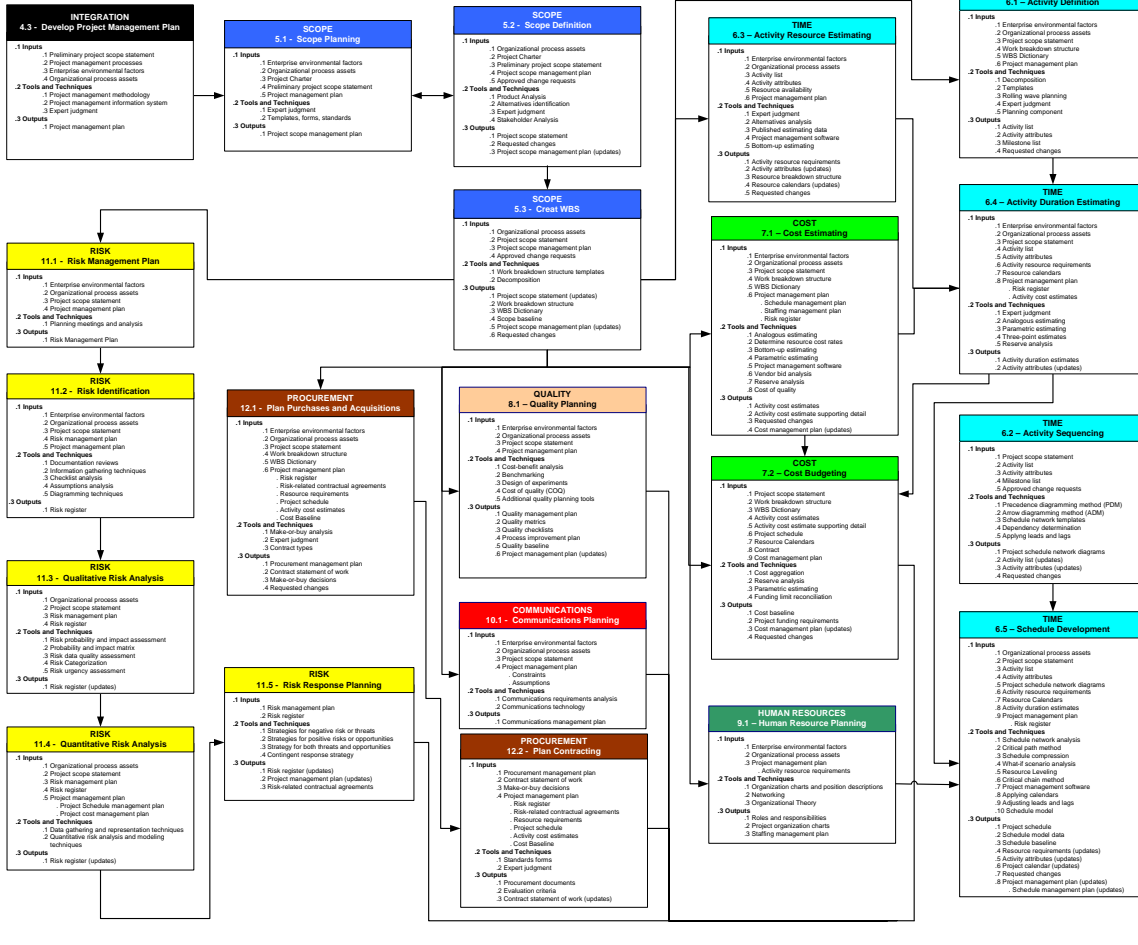 INTEGRATION
4.3 - Develop Project Management Plan
.1 Inputs
.1 Preliminary project scope statement
.2 Project management processes
.3 Enterprise environmental factors
.4 Organizational process assets
.2 Tools and Techniques
.1 Project management methodology
.2 Project management information system
.3 Expert judgment
.3 Outputs
.1 Project management plan
SCOPE
5.1 - Scope Planning
.1 Inputs
.1 Enterprise environmental factors
.2 Organizational process assets
.3 Project Charter
.4 Preliminary project scope statement
.5 Project management plan
.2 Tools and Techniques
.1 Expert judgment
.2 Templates, forms, standards
.3 Outputs
.1 Project scope management plan
SCOPE
5.2 - Scope Definition
.1 Inputs
.1 Organizational process assets
.2 Project Charter
.3 Preliminary project scope statement
.4 Project scope management plan
.5 Approved change requests
.2 Tools and Techniques
.1 Product Analysis
.2 Alternatives identification
.3 Expert judgment
.4 Stakeholder Analysis
.3 Outputs
.1 Project scope statement
.2 Requested changes
.3 Project scope management plan (updates)
TIME
6.3 – Activity Resource Estimating
.1 Inputs
.1 Enterprise environmental factors
.2 Organizational process assets
.3 Activity list
.4 Activity attributes
.5 Resource availability
.6 Project management plan
.2 Tools and Techniques
.1 Expert judgment
.2 Alternatives analysis
.3 Published estimating data
.4 Project management software
.5 Bottom-up estimating
.3 Outputs
.1 Activity resource requirements
.2 Activity attributes (updates)
.3 Resource breakdown structure
.4 Resource calendars (updates)
.5 Requested changes
6.1 – Activity Definition
.1 Inputs
.1 Enterprise environmental factors
.2 Organizational process assets
.3 Project scope statement
.4 Work breakdown structure
.5 WBS Dictionary
.6 Project management plan
.2 Tools and Techniques
.1 Decomposition
.2 Templates
.3 Rolling wave planning
.4 Expert judgment
.5 Planning component
.3 Outputs
.1 Activity list
.2 Activity attributes
.3 Milestone list
.4 Requested changes
SCOPE
5.3 - Creat WBS
.1 Inputs
.1 Organizational process assets
.2 Project scope statement
.3 Project scope management plan
.4 Approved change requests
.2 Tools and Techniques
.1 Work breakdown structure templates
.2 Decomposition
.3 Outputs
.1 Project scope statement (updates)
.2 Work breakdown structure
.3 WBS Dictionary
.4 Scope baseline
.5 Project scope management plan (updates)
.6 Requested changes
TIME
6.4 – Activity Duration Estimating
.1 Inputs
.1 Enterprise environmental factors
.2 Organizational process assets
.3 Project scope statement
.4 Activity list
.5 Activity attributes
.6 Activity resource requirements
.7 Resource calendars
.8 Project management plan
. Risk register
. Activity cost estimates
.2 Tools and Techniques
.1 Expert judgment
.2 Analogous estimating
.3 Parametric estimating
.4 Three-point estimates
.5 Reserve analysis
.3 Outputs
.1 Activity duration estimates
.2 Activity attributes (updates)
COST
7.1 – Cost Estimating
.1 Inputs
.1 Enterprise environmental factors
.2 Organizational process assets
.3 Project scope statement
.4 Work breakdown structure
.5 WBS Dictionary
.6 Project management plan
. Schedule management plan
. Staffing management plan
. Risk register
.2 Tools and Techniques
.1 Analogous estimating
.2 Determine resource cost rates
.3 Bottom-up estimating
.4 Parametric estimating
.5 Project management software
.6 Vendor bid analysis
.7 Reserve analysis
.8 Cost of quality
.3 Outputs
.1 Activity cost estimates
.2 Activity cost estimate supporting detail
.3 Requested changes
.4 Cost management plan (updates)
RISK
11.1 - Risk Management Plan
.1 Inputs
.1 Enterprise environmental factors
.2 Organizational process assets
.3 Project scope statement
.4 Project management plan
.2 Tools and Techniques
.1 Planning meetings and analysis
.3 Outputs
.1 Risk Management Plan
RISK
11.2 - Risk Identification
.1 Inputs
.1 Enterprise environmental factors
.2 Organizational process assets
.3 Project scope statement
.4 Risk management plan
.5 Project management plan
.2 Tools and Techniques
.1 Documentation reviews
.2 Information gathering techniques
.3 Checklist analysis
.4 Assumptions analysis
.5 Diagramming techniques
.3 Outputs
.1 Risk register
PROCUREMENT
12.1 - Plan Purchases and Acquisitions
.1 Inputs
.1 Enterprise environmental factors
.2 Organizational process assets
.3 Project scope statement
.4 Work breakdown structure
.5 WBS Dictionary
.6 Project management plan
. Risk register
. Risk-related contractual agreements
. Resource requirements
. Project schedule
. Activity cost estimates
. Cost Baseline
.2 Tools and Techniques
.1 Make-or-buy analysis
.2 Expert judgment
.3 Contract types
.3 Outputs
.1 Procurement management plan
.2 Contract statement of work
.3 Make-or-buy decisions
.4 Requested changes
QUALITY
8.1 - Quality Planning
.1 Inputs
.1 Enterprise environmental factors
.2 Organizational process assets
.3 Project scope statement
.4 Project management plan
.2 Tools and Techniques
.1 Cost-benefit analysis
.2 Benchmarking
.3 Design of experiments
.4 Cost of quality (COQ)
.5 Additional quality planning tools
.3 Outputs
.1 Quality management plan
.2 Quality metrics
.3 Quality checklists
.4 Process improvement plan
.5 Quality baseline
.6 Project management plan (updates)
COST
7.2 – Cost Budgeting
.1 Inputs
.1 Project scope statement
.2 Work breakdown structure
.3 WBS Dictionary
.4 Activity cost estimates
.5 Activity cost estimate supporting detail
.6 Project schedule
.7 Resource Calendars
.8 Contract
.9 Cost management plan
.2 Tools and Techniques
.1 Cost aggregation
.2 Reserve analysis
.3 Parametric estimating
.4 Funding limit reconciliation
.3 Outputs
.1 Cost baseline
.2 Project funding requirements
.3 Cost management plan (updates)
.4 Requested changes
TIME
6.2 – Activity Sequencing
.1 Inputs
.1 Project scope statement
.2 Activity list
.3 Activity attributes
.4 Milestone list
.5 Approved change requests
.2 Tools and Techniques
.1 Precedence diagramming method (PDM)
.2 Arrow diagramming method (ADM)
.3 Schedule network templates
.4 Dependency determination
.5 Applyng leads and lags
.3 Outputs
.1 Project schedule network diagrams
.2 Activity list (updates)
.3 Activity attributes (updates)
.4 Requested changes
RISK
11.3 - Qualitative Risk Analysis
.1 Inputs
.1 Organizational process assets
.2 Project scope statement
.3 Risk management plan
.4 Risk register
.2 Tools and Techniques
.1 Risk probability and impact assessment
.2 Probability and impact matrix
.3 Risk data quality assessment
.4 Risk Categorization
.5 Risk urgency assessment
.3 Outputs
.1 Risk register (updates)
COMMUNICATIONS
10.1 - Communications Planning
.1 Inputs
.1 Enterprise environmental factors
.2 Organizational process assets
.3 Project scope statement
.4 Project management plan
. Constraints
. Assumptions
.2 Tools and Techniques
.1 Communications requirements analysis
.2 Communications technology
.3 Outputs
.1 Communications management plan
TIME
6.5 – Schedule Development
.1 Inputs
.1 Organizational process assets
.2 Project scope statement
.3 Activity list
.4 Activity attributes
.5 Project schedule network diagrams
.6 Activity resource requirements
.7 Resource Calendars
.8 Activity duration estimates
.9 Project management plan
. Risk register
.2 Tools and Techniques
.1 Schedule network analysis
.2 Critical path method
.3 Schedule compression
.4 What-if scenario analysis
.5 Resource Leveling
.6 Critical chain method
.7 Project management software
.8 Applying calendars
.9 Adjusting leads and lags
.10 Schedule model
.3 Outputs
.1 Project schedule
.2 Schedule model data
.3 Schedule baseline
.4 Resource requirements (updates)
.5 Activity attributes (updates)
.6 Project calendar (updates)
.7 Requested changes
.8 Project management plan (updates)
. Schedule management plan (updates)
RISK
11.5 - Risk Response Planning
.1 Inputs
.1 Risk management plan
.2 Risk register
.2 Tools and Techniques
.1 Strategies for negative risk or threats
.2 Strategies for positive risks or opportunities
.3 Strategy for both threats and opportunities
.4 Contingent response strategy
.3 Outputs
.1 Risk register (updates)
.2 Project management plan (updates)
.3 Risk-related contractual agreements
HUMAN RESOURCES
9.1 - Human Resource Planning
.1 Inputs
.1 Enterprise environmental factors
.2 Organizational process assets
.3 Project management plan
. Activity resource requirements
.2 Tools and Techniques
.1 Organization charts and position descriptions
.2 Networking
.3 Organizational Theory
.3 Outputs
.1 Roles and responsibilities
.2 Project organization charts
.3 Staffing management plan
RISK
11.4 - Quantitative Risk Analysis
.1 Inputs
.1 Organizational process assets
.2 Project scope statement
.3 Risk management plan
.4 Risk register
.5 Project management plan
. Project Schedule management plan
. Project cost management plan
.2 Tools and Techniques
.1 Data gathering and representation techniques
.2 Quantitative risk analysis and modeling
techniques
.3 Outputs
.1 Risk register (updates)
PROCUREMENT
12.2 - Plan Contracting
.1 Inputs
.1 Procurement management plan
.2 Contract statement of work
.3 Make-or-buy decisions
.4 Project management plan
. Risk register
. Risk-related contractual agreements
. Resource requirements
. Project schedule
. Activity cost estimates
. Cost Baseline
.2 Tools and Techniques
.1 Standards forms
.2 Expert judgment
.3 Outputs
.1 Procurement documents
.2 Evaluation criteria
.3 Contract statement of work (updates)